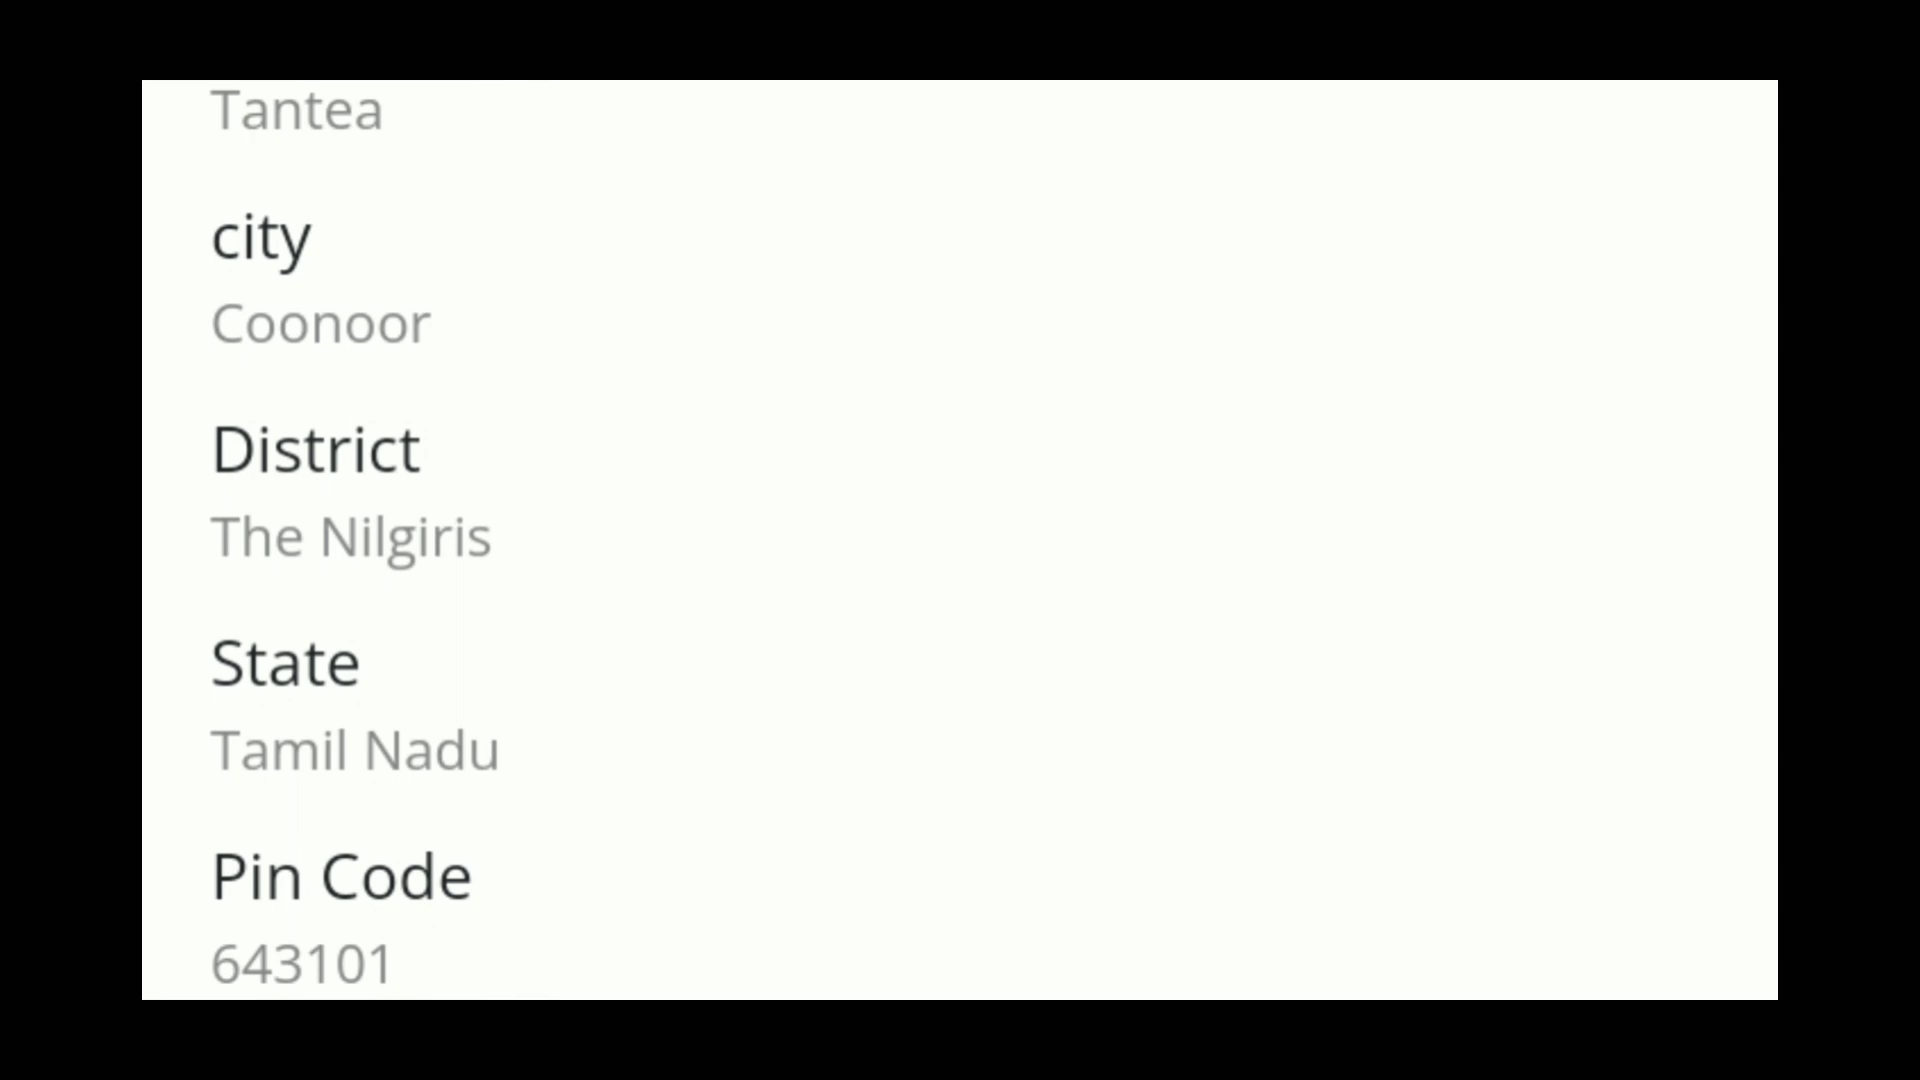 Tantea
city
Coonoor
District
The Nilgiris
State
Tamil Nadu
Pin Code
643101